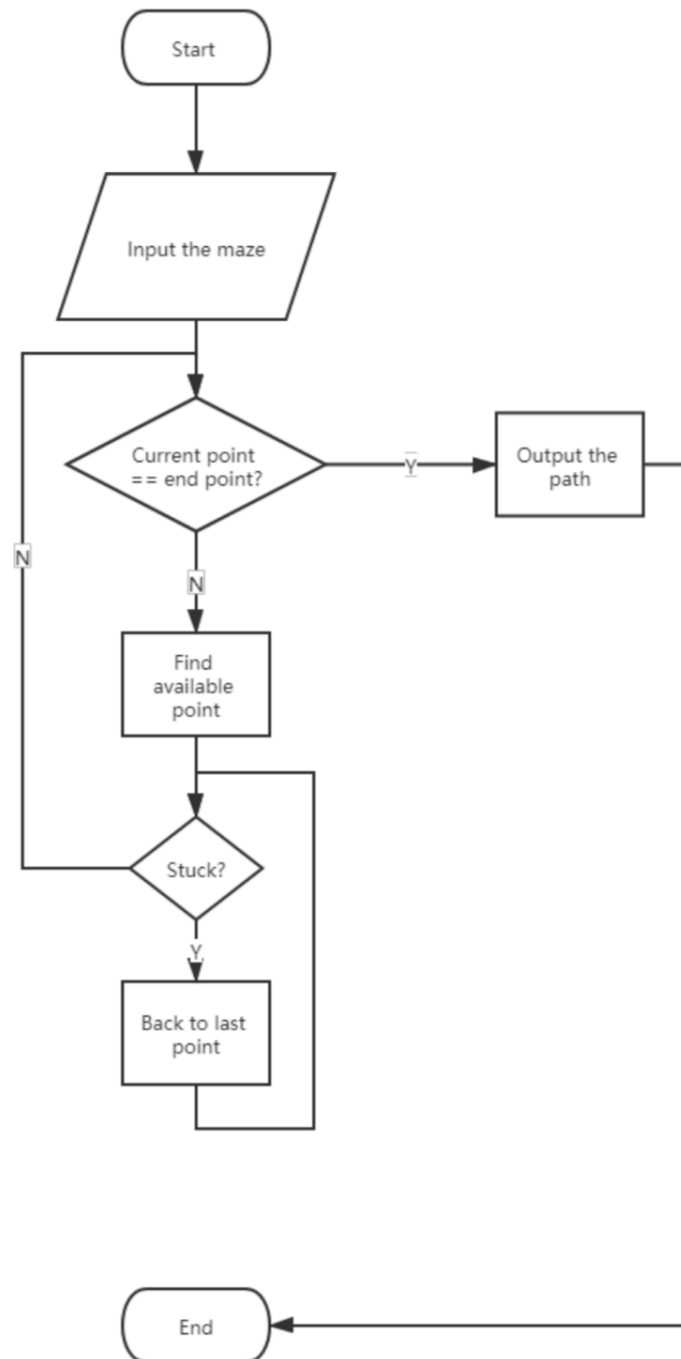 Start
Input the maze
Current point
== end point?
Y
Output the
path
N
N
Find
available
point
Stuck?
Y
Back to last
point
End